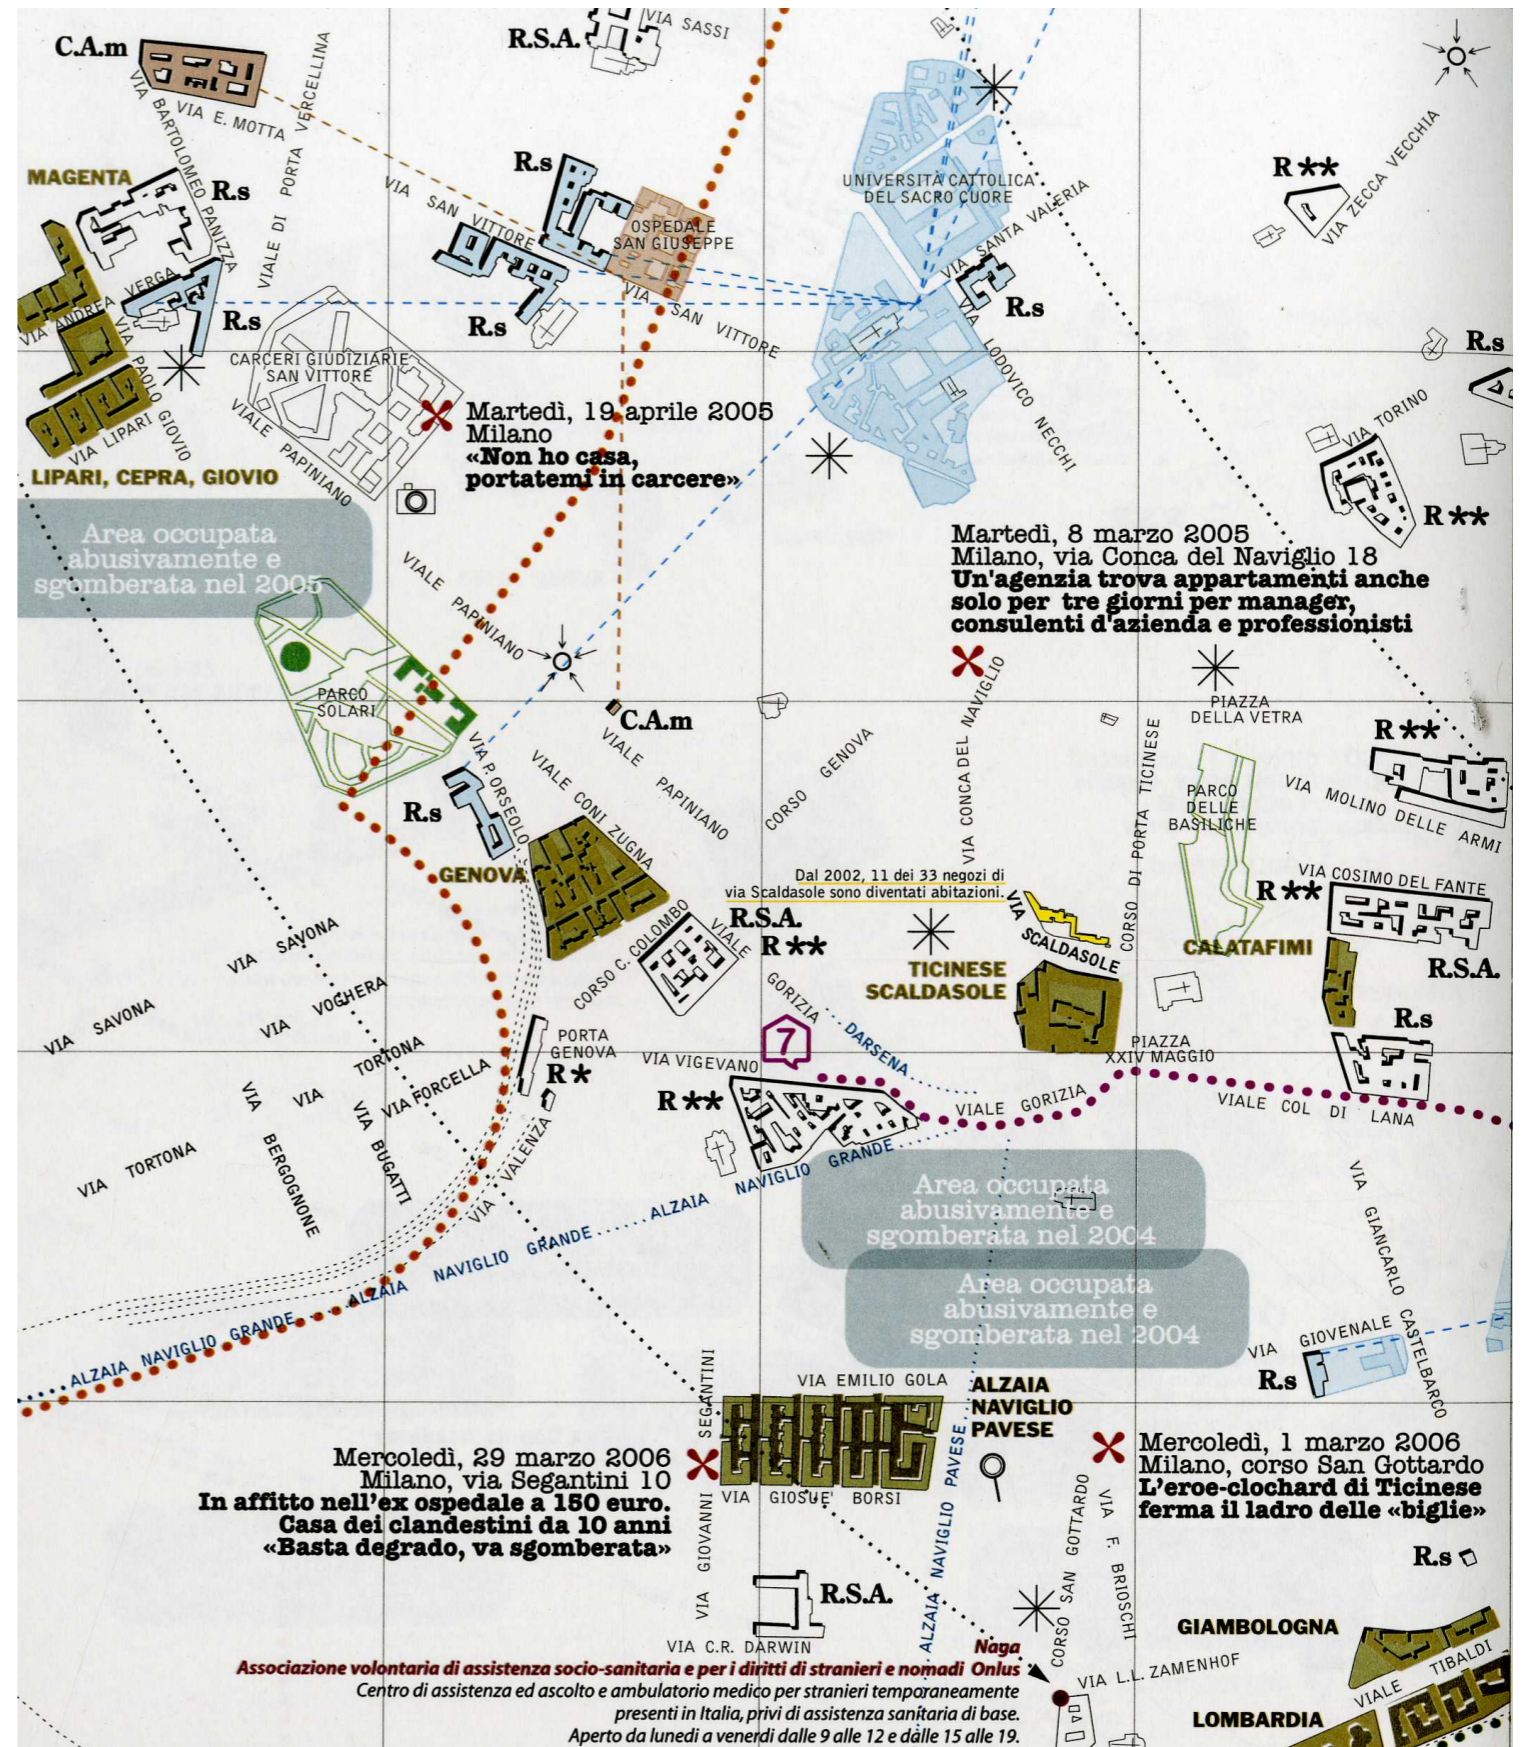 C.A.m
VIA BARTOLOMEO PANIZZA
VIA E. MOTTA
VIALE DI PORTA VERCELLINA
R.S.A.
VIA SASSI
MAGENTA
R.s
VIA SAN VITTORE
R.s
OSPEDALE
SAN GIUSEPPE
UNIVERSITÀ CATTOLICA
DEL SACRO CUORE
VIA SANTA VALERIA
R**
VIA ZECCA VECCHIA
VIA ANDREA VERGA
R.s
R.s
VIA SAN VITTORE
VIA LODOVICO NECCHI
R.s
R.s
VIA PAOLO GIOVIO
CARCERI GIUDIZIARIE
SAN VITTORE
VIALE PAPINIANO
VIA LIPARI
LIPARI, CEPRA, GIOVIO
Martedì, 19 aprile 2005
Milano
«Non ho casa,
portatemi in carcere»
VIA TORINO
R**
Area occupata
abusivamente e
sgomberata nel 2005
VIALE PAPINIANO
Martedì, 8 marzo 2005
Milano, via Conca del Naviglio 18
Un'agenzia trova appartamenti anche
solo per tre giorni per manager,
consulenti d'azienda e professionisti
PARCO
SOLARI
C.A.m
VIALE PAPINIANO
CORSO GENOVA
VIA CONCA DEL NAVIGLIO
CORSO DI PORTA TICINESE
PIAZZA
DELLA VETRA
R**
VIA MOLINO DELLE ARMI
PARCO
DELLE
BASILICHE
VIA P. ORSEOLO
R.s
VIALE CONI ZUGNA
GENOVA
Dal 2002, 11 dei 33 negozi di
via Scaldasole sono diventati abitazioni.
VIA
SCALDASOLE
R**
VIA COSIMO DEL FANTE
R.S.A.
R**
CORSO C. COLOMBO
VIALE
GORIZIA
TICINESE
SCALDASOLE
CALATAFIMI
R.S.A.
R.s
VIA SAVONA
VIA SAVONA
VIA VOGHERA
VIA TORTONA
VIA TORTONA
VIA FORCELLA
VIA BERGOGNONE
VIA BUGATTI
PORTA
GENOVA
R*
VIA VALENZA
VIA VIGEVANO
7
DARSENA
R**
PIAZZA
XXIV MAGGIO
VIALE GORIZIA
VIALE COL DI LANA
ALZAIA NAVIGLIO GRANDE
ALZAIA NAVIGLIO GRANDE
ALZAIA NAVIGLIO GRANDE
Area occupata
abusivamente e
sgomberata nel 2004
Area occupata
abusivamente e
sgomberata nel 2004
VIA GIANCARLO CASTELBARCO
VIA GIOVENALE
R.s
VIA EMILIO GOLA
VIA GIOVANNI SEGANTINI
VIA GIOSUE' BORSI
ALZAIA
NAVIGLIO
PAVESE
ALZAIA NAVIGLIO PAVESE
ALZAIA NAVIGLIO PAVESE
Mercoledì, 29 marzo 2006
Milano, via Segantini 10
In affitto nell'ex ospedale a 150 euro.
Casa dei clandestini da 10 anni
«Basta degrado, va sgomberata»
Mercoledì, 1 marzo 2006
Milano, corso San Gottardo
L'eroe-clochard di Ticinese
ferma il ladro delle «biglie»
R.s
CORSO SAN GOTTARDO
VIA F. BRIOSCHI
R.S.A.
VIA C.R. DARWIN
GIAMBOLOGNA
VIALE TIBALDI
LOMBARDIA
VIA L.L. ZAMENHOF
Naga
Associazione volontaria di assistenza socio-sanitaria e per i diritti di stranieri e nomadi Onlus
Centro di assistenza ed ascolto e ambulatorio medico per stranieri temporaneamente
presenti in Italia, privi di assistenza sanitaria di base.
Aperto da lunedì a venerdì dalle 9 alle 12 e dalle 15 alle 19.